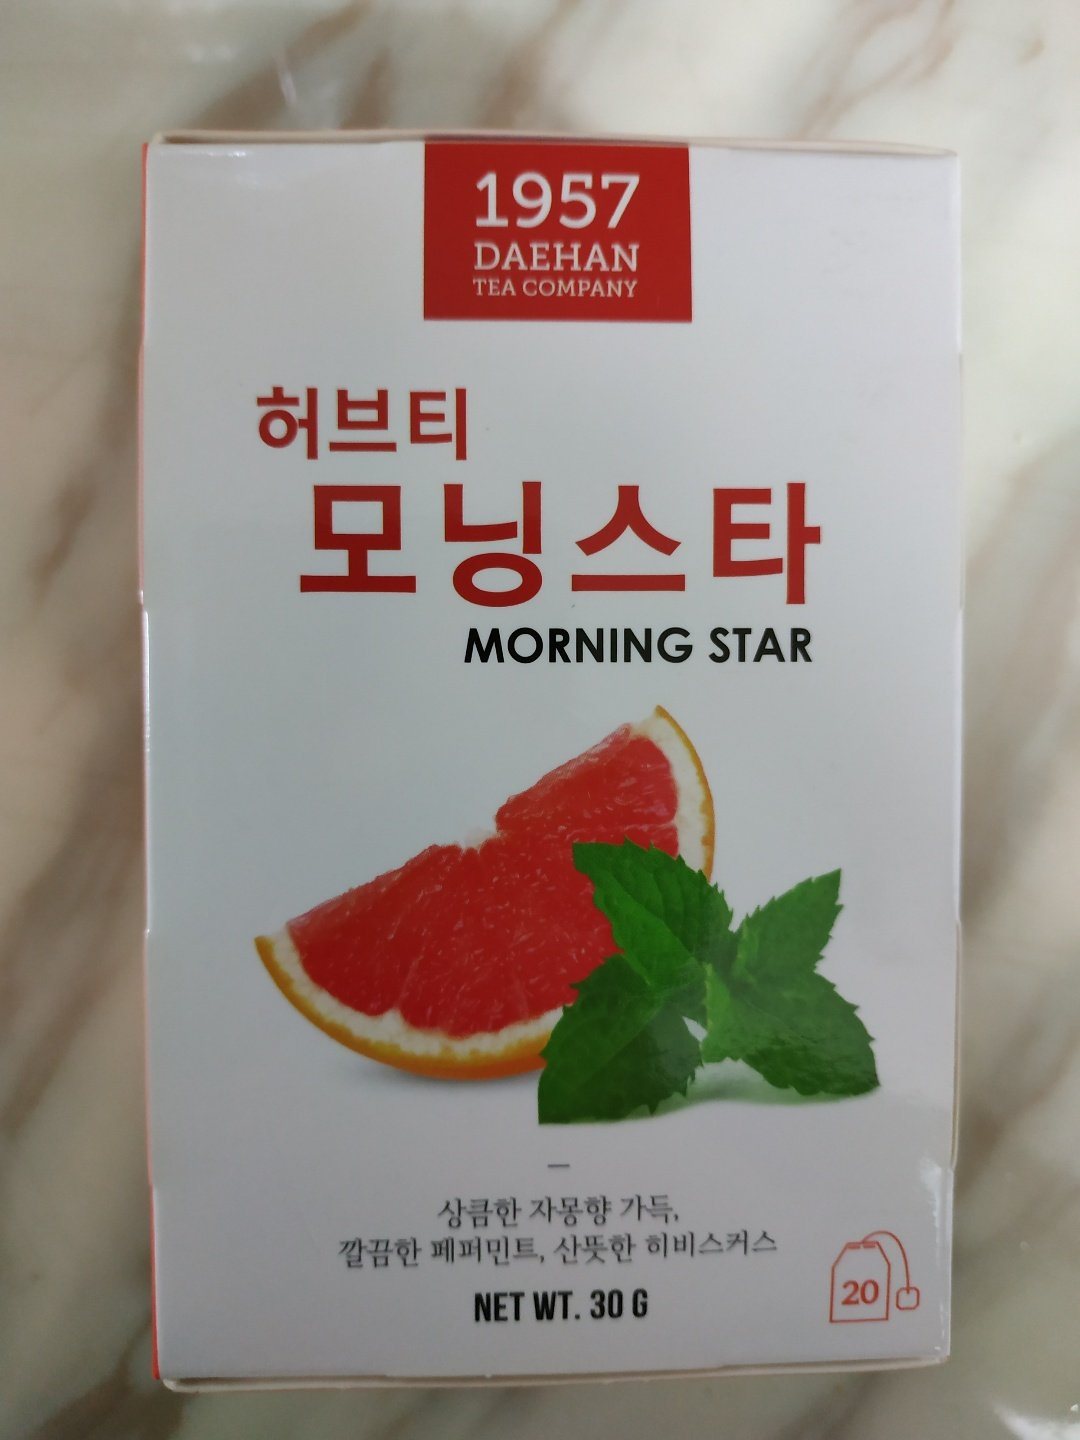 1957
DAEHAN
TEA COMPANY
허브티
모닝스타
MORNING STAR
상큼한 자몽향 가득,
깔끔한 페퍼민트, 산뜻한 히비스커스
NET WT. 30 G
20